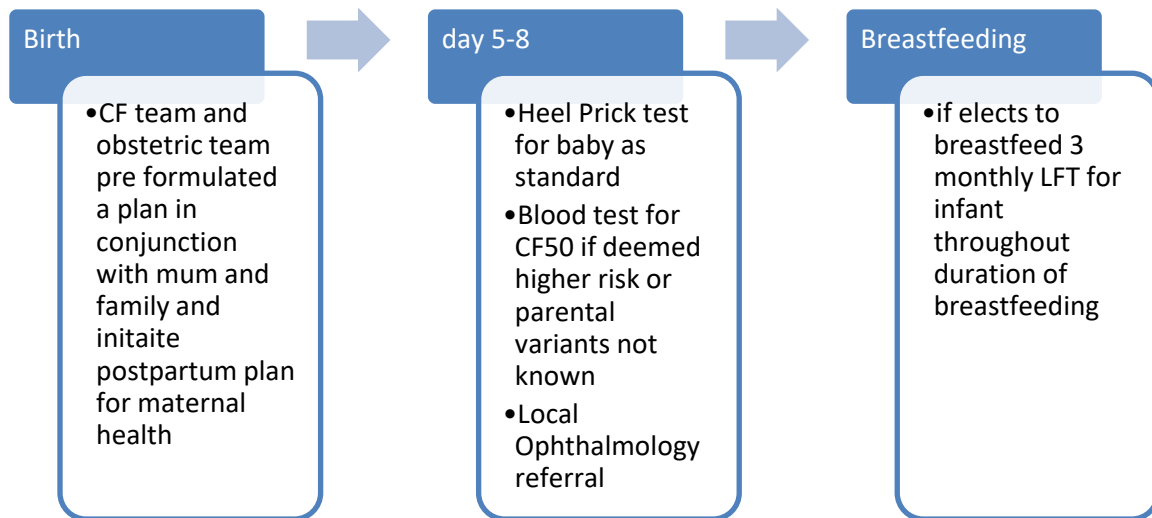 Birth
•CF team and
obstetric team
pre formulated
a plan in
conjunction
with mum and
family and
initaite
postpartum plan
for maternal
health
day 5-8
•Heel Prick test
for baby as
standard
•Blood test for
CF50 if deemed
higher risk or
parental
variants not
known
•Local
Ophthalmology
referral
Breastfeeding
•if elects to
breastfeed 3
monthly LFT for
infant
throughout
duration of
breastfeeding